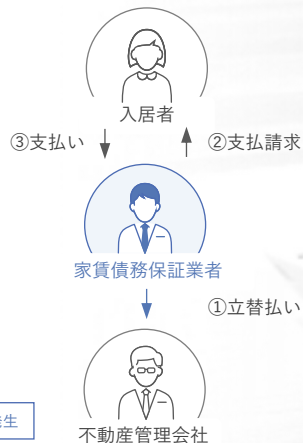 入居者
③支払い
②支払請求
家賃債務保証業者
①立替払い
生
不動産管理会社